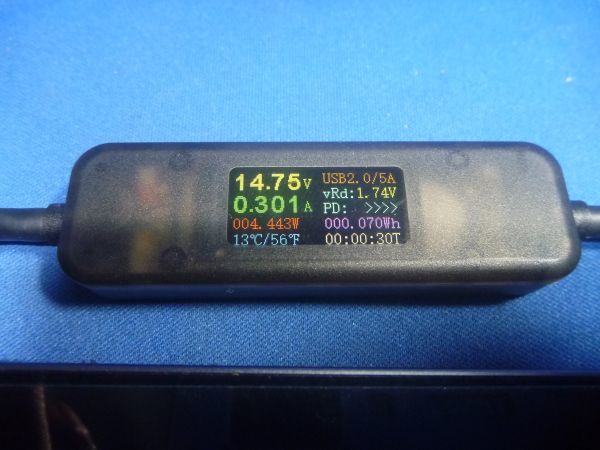 14.75V
0.301A
004.443W
13℃/56℉
USB2.0/5A
vRd:1.74V
PD: >>>>
000.070Wh
00:00:30T